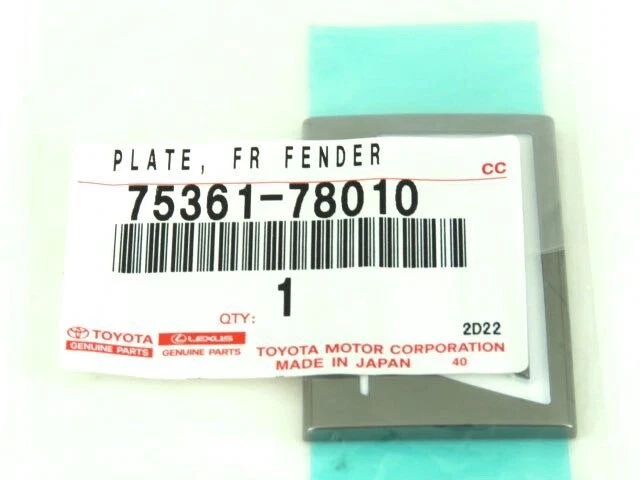 PLATE, FR FENDER
CC
75361-78010
1
QTY:
2D22
TOYOTA LEXUS
GENUINE PARTS GENUINE PARTS
TOYOTA MOTOR CORPORATION
MADE IN JAPAN 40